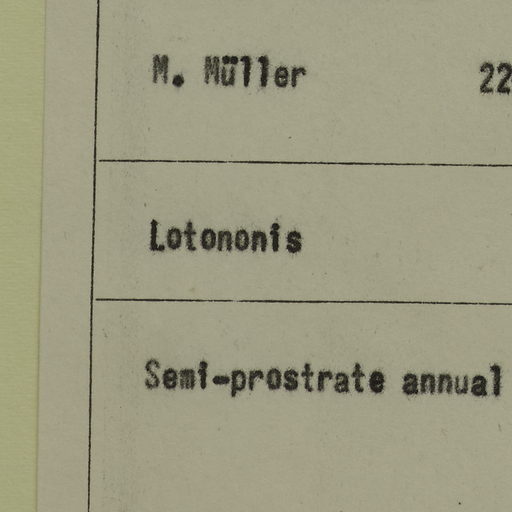 M. Müller 22
Lotononis
Semi-prostrate annual